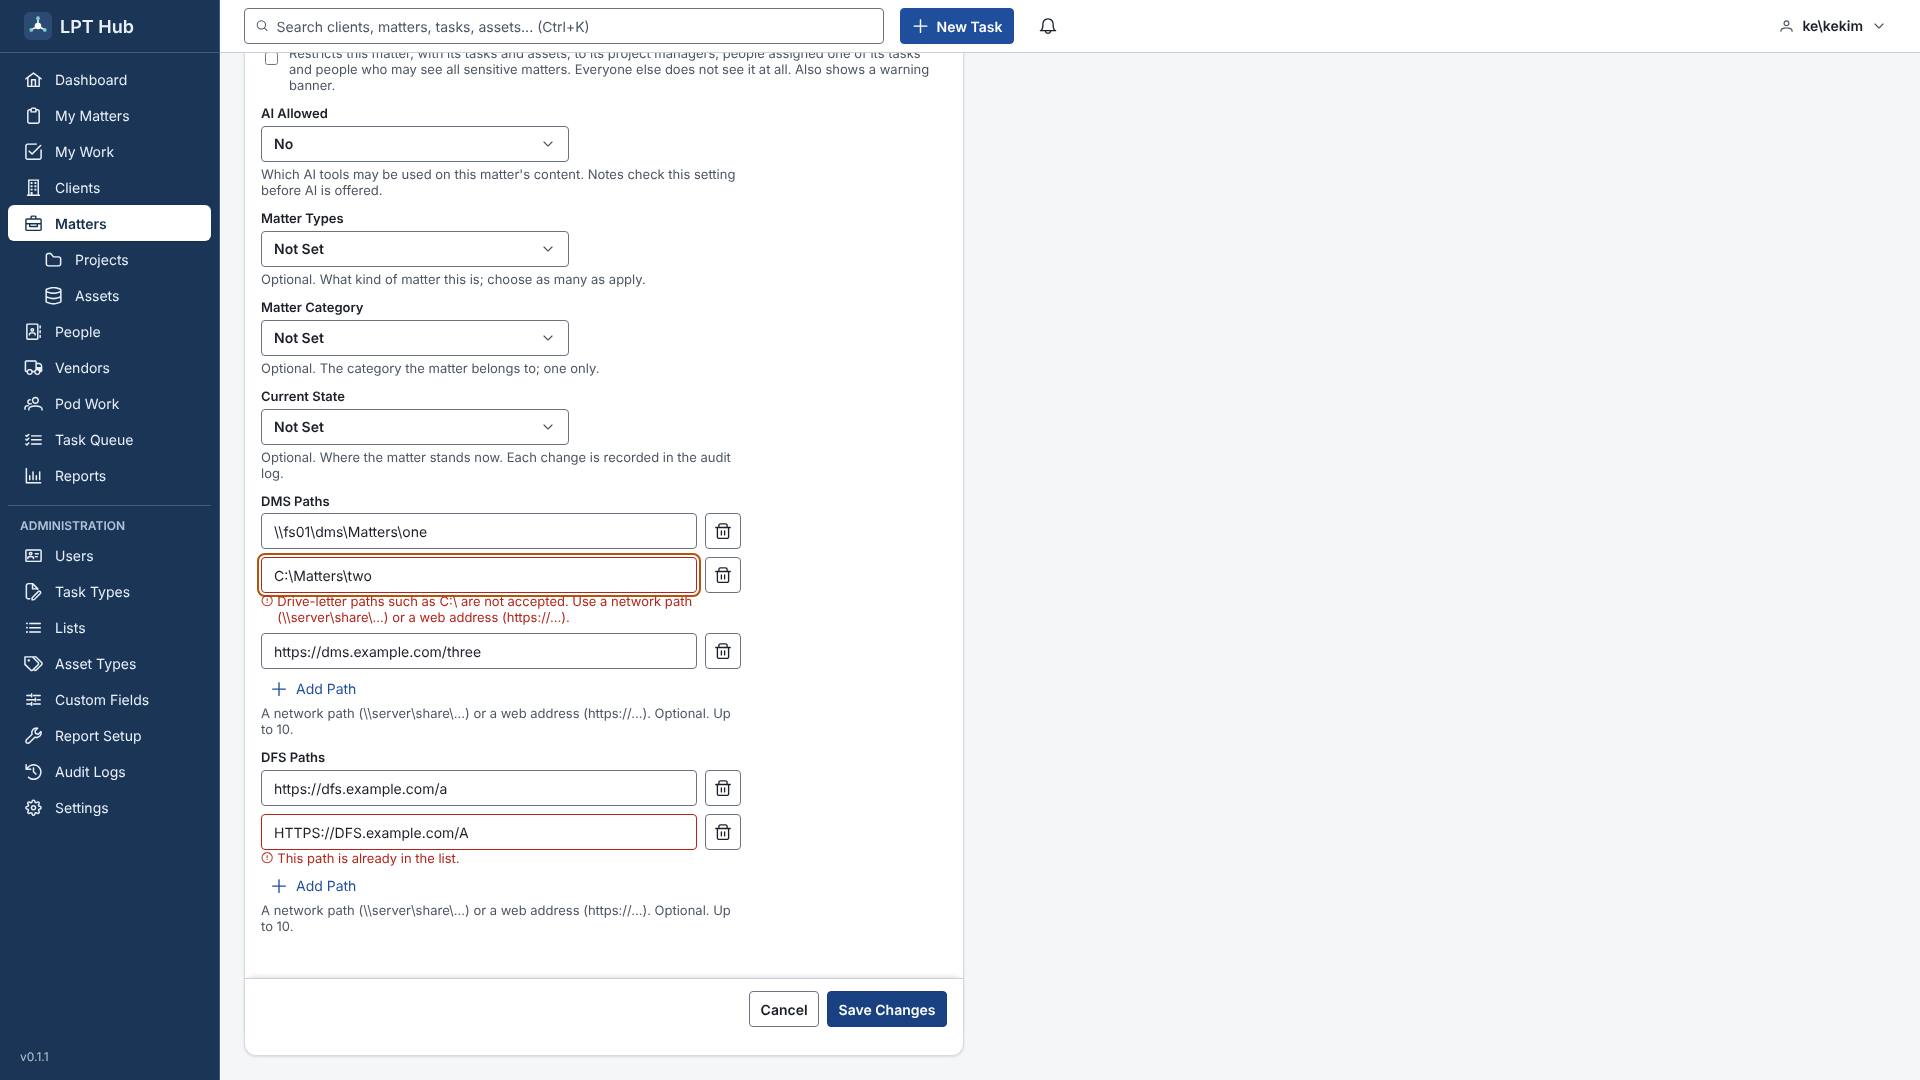 LPT Hub
Search clients, matters, tasks, assets... (Ctrl+K)
New Task
ke\kekim
Dashboard
My Matters
My Work
Clients
Matters
Projects
Assets
People
Vendors
Pod Work
Task Queue
Reports
ADMINISTRATION
Users
Task Types
Lists
Asset Types
Custom Fields
Report Setup
Audit Logs
Settings
v0.1.1
Restricts this matter, with its tasks and assets, to its project managers, people assigned one of its tasks
and people who may see all sensitive matters. Everyone else does not see it at all. Also shows a warning
banner.
AI Allowed
No
Which AI tools may be used on this matter's content. Notes check this setting
before AI is offered.
Matter Types
Not Set
Optional. What kind of matter this is; choose as many as apply.
Matter Category
Not Set
Optional. The category the matter belongs to; one only.
Current State
Not Set
Optional. Where the matter stands now. Each change is recorded in the audit
log.
DMS Paths
\\fs01\dms\Matters\one
C:\Matters\two
Drive-letter paths such as C:\ are not accepted. Use a network path
(\\server\share\...) or a web address (https://...).
https://dms.example.com/three
Add Path
A network path (\\server\share\...) or a web address (https://...). Optional. Up
to 10.
DFS Paths
https://dfs.example.com/a
HTTPS://DFS.example.com/A
This path is already in the list.
Add Path
A network path (\\server\share\...) or a web address (https://...). Optional. Up
to 10.
Cancel
Save Changes